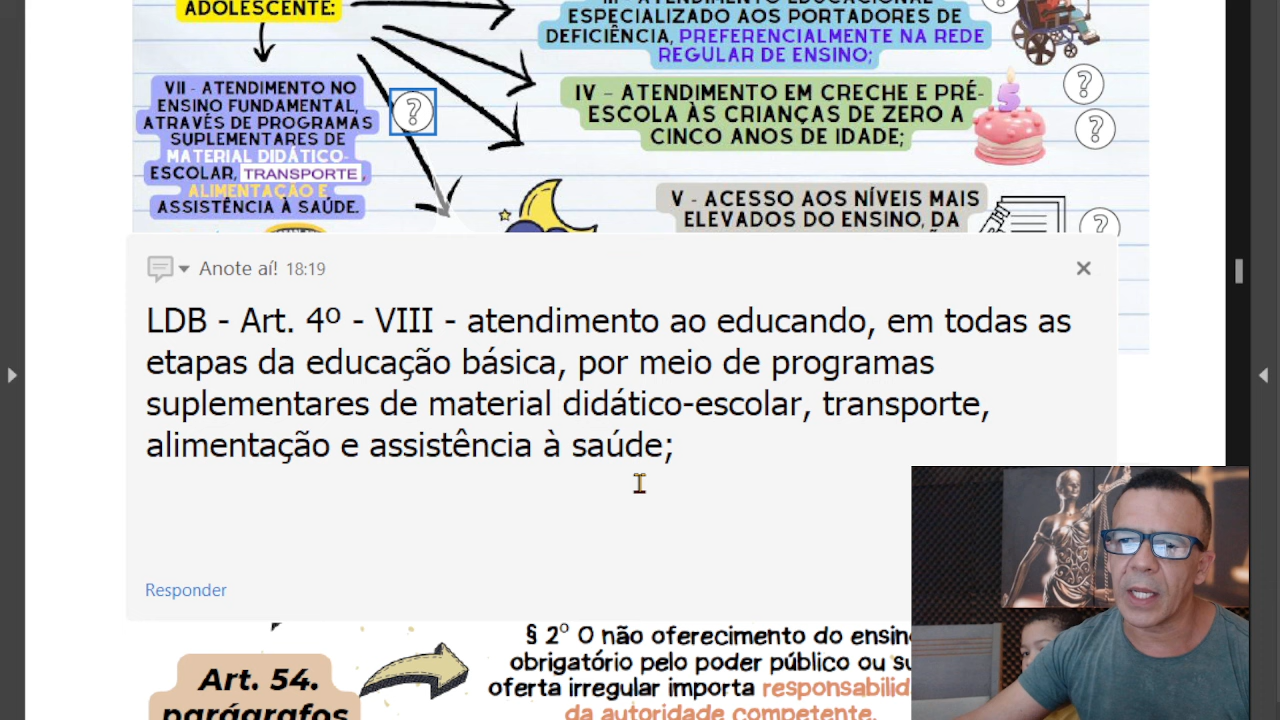 ADOLESCENTE:
III - ATENDIMENTO EDUCACIONAL
ESPECIALIZADO AOS PORTADORES DE
DEFICIÊNCIA, PREFERENCIALMENTE NA REDE
REGULAR DE ENSINO;
VII - ATENDIMENTO NO
ENSINO FUNDAMENTAL,
ATRAVÉS DE PROGRAMAS
SUPLEMENTARES DE
MATERIAL DIDÁTICO-
ESCOLAR, TRANSPORTE,
ALIMENTAÇÃO E
ASSISTÊNCIA À SAÚDE.
?
IV – ATENDIMENTO EM CRECHE E PRÉ-
ESCOLA ÀS CRIANÇAS DE ZERO A
CINCO ANOS DE IDADE;
5
?
?
V - ACESSO AOS NÍVEIS MAIS
ELEVADOS DO ENSINO, DA
?
Anote aí! 18:19
LDB - Art. 4º - VIII - atendimento ao educando, em todas as
etapas da educação básica, por meio de programas
suplementares de material didático-escolar, transporte,
alimentação e assistência à saúde;
Responder
Art. 54.
parágrafos
§ 2º O não oferecimento do ensin
obrigatório pelo poder público ou su
oferta irregular importa responsabilid
da autoridade competente.